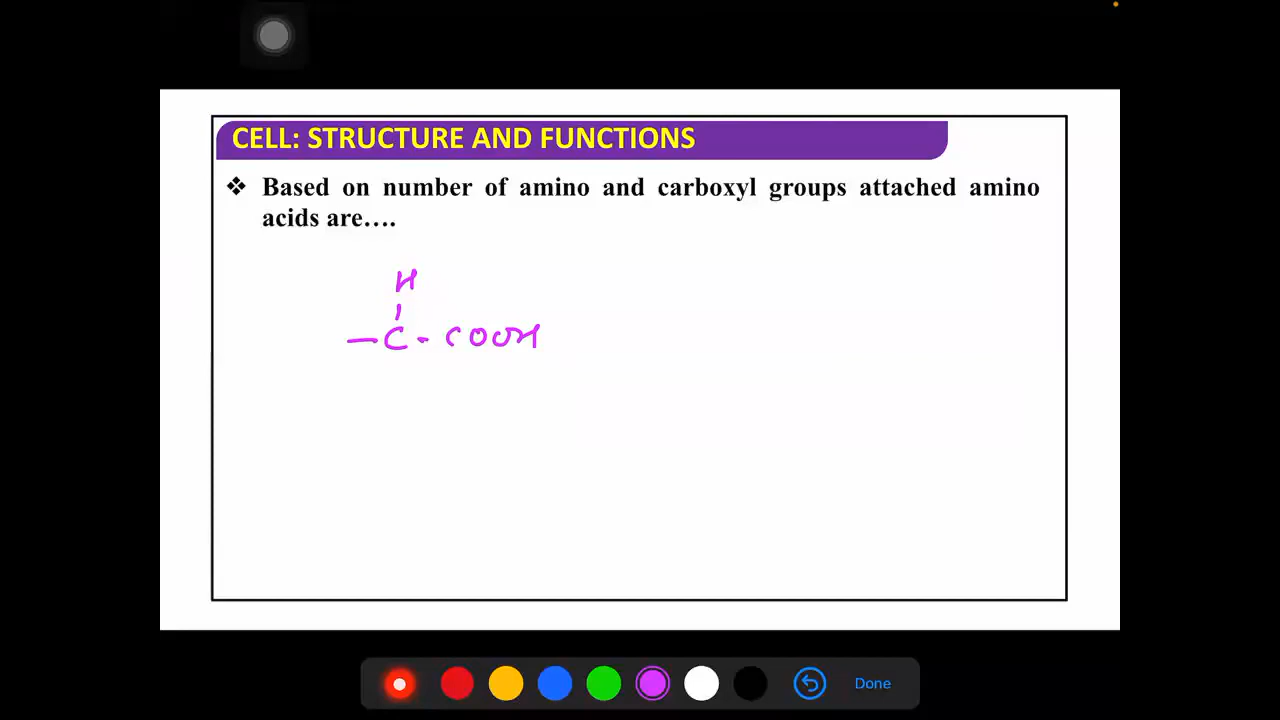 CELL: STRUCTURE AND FUNCTIONS
❖ Based on number of amino and carboxyl groups attached amino
acids are….
H
– C - COOH
Done